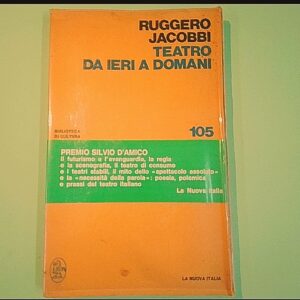 RUGGERO
JACOBBI
TEATRO
DA IERI A DOMANI
BIBLIOTECA
DI CULTURA
105
PREMIO SILVIO D'AMICO
Il futurismo e l'avanguardia, la regia
e la scenografia, il teatro di consumo
e i teatri stabili, il mito dello «spettacolo assoluto»
e la «necessità della parola»: poesia, polemica
e prassi del teatro italiano
La Nuova Italia
LA NUOVA ITALIA